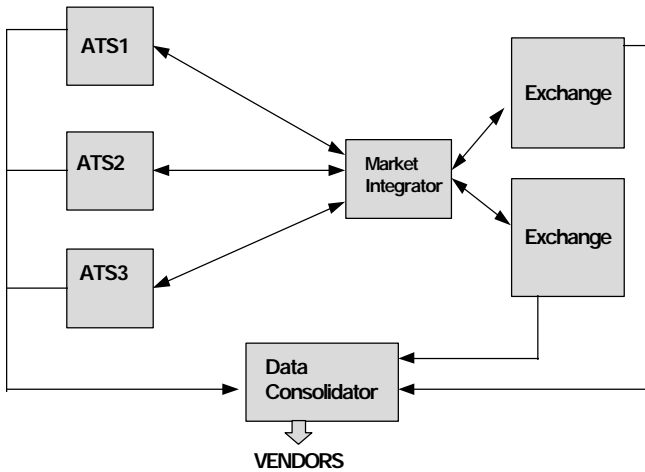 ATS1
Exchange
ATS2
Market
Integrator
Exchange
ATS3
Data
Consolidator
VENDORS